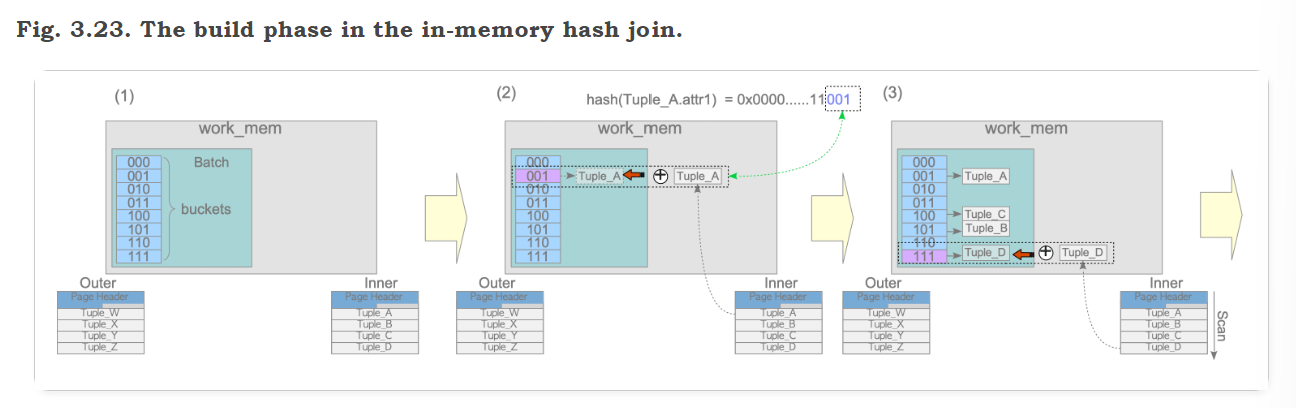 Fig. 3.23. The build phase in the in-memory hash join.
(1)
work_mem
000
001
010
011
100
101
110
111
Batch
buckets
Outer
Page Header
Tuple_W
Tuple_X
Tuple_Y
Tuple_Z
Inner
Page Header
Tuple_A
Tuple_B
Tuple_C
Tuple_D
(2)
hash(Tuple_A.attr1) = 0x0000......11001
work_mem
000
001
010
011
100
101
110
111
Tuple_A
Tuple_A
Outer
Page Header
Tuple_W
Tuple_X
Tuple_Y
Tuple_Z
Inner
Page Header
Tuple_A
Tuple_B
Tuple_C
Tuple_D
(3)
work_mem
000
001
010
011
100
101
110
111
Tuple_A
Tuple_C
Tuple_B
Tuple_D
Tuple_D
Outer
Page Header
Tuple_W
Tuple_X
Tuple_Y
Tuple_Z
Inner
Page Header
Tuple_A
Tuple_B
Tuple_C
Tuple_D
Scan